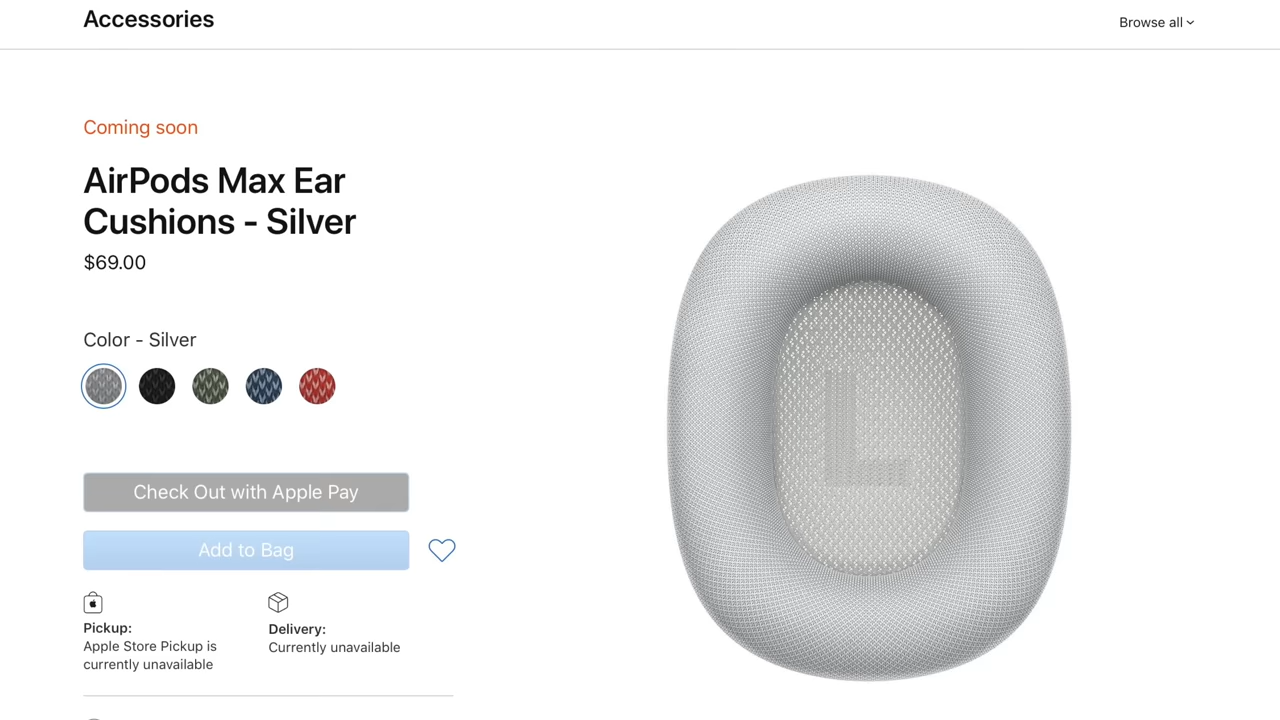 Accessories
Browse all
Coming soon
AirPods Max Ear
Cushions - Silver
$69.00
Color - Silver
Check Out with Apple Pay
Add to Bag
Pickup:
Apple Store Pickup is
currently unavailable
Delivery:
Currently unavailable
L